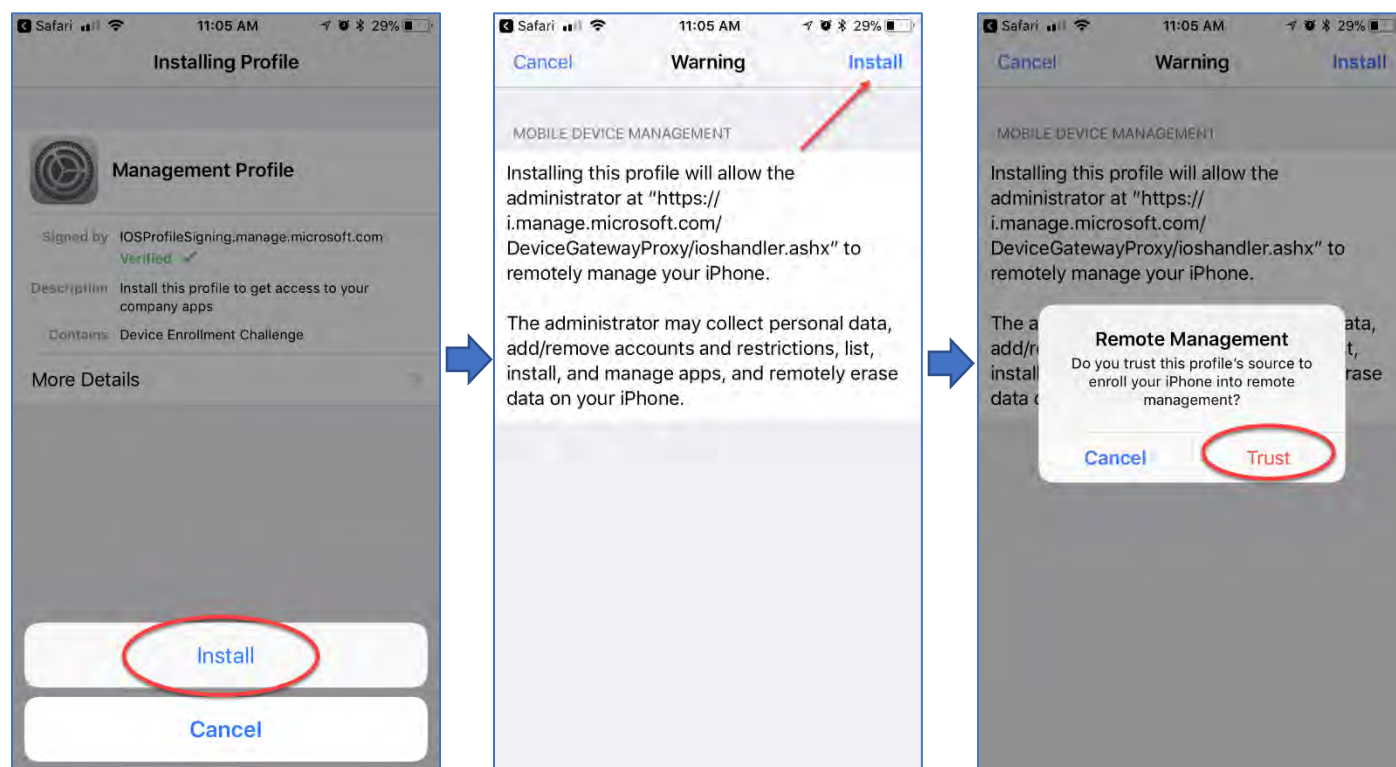 Safari 11:05 AM 29%
Installing Profile
Management Profile
Signed by IOSProfileSigning.manage.microsoft.com
Verified ✓
Description Install this profile to get access to your
company apps
Contains Device Enrollment Challenge
More Details
Install
Cancel
Safari 11:05 AM 29%
Cancel Warning Install
MOBILE DEVICE MANAGEMENT
Installing this profile will allow the
administrator at "https://
i.manage.microsoft.com/
DeviceGatewayProxy/ioshandler.ashx" to
remotely manage your iPhone.
The administrator may collect personal data,
add/remove accounts and restrictions, list,
install, and manage apps, and remotely erase
data on your iPhone.
Safari 11:05 AM 29%
Cancel Warning Install
MOBILE DEVICE MANAGEMENT
Installing this profile will allow the
administrator at "https://
i.manage.microsoft.com/
DeviceGatewayProxy/ioshandler.ashx" to
remotely manage your iPhone.
The a ata,
add/re t,
install rase
data o
Remote Management
Do you trust this profile's source to
enroll your iPhone into remote
management?
Cancel Trust